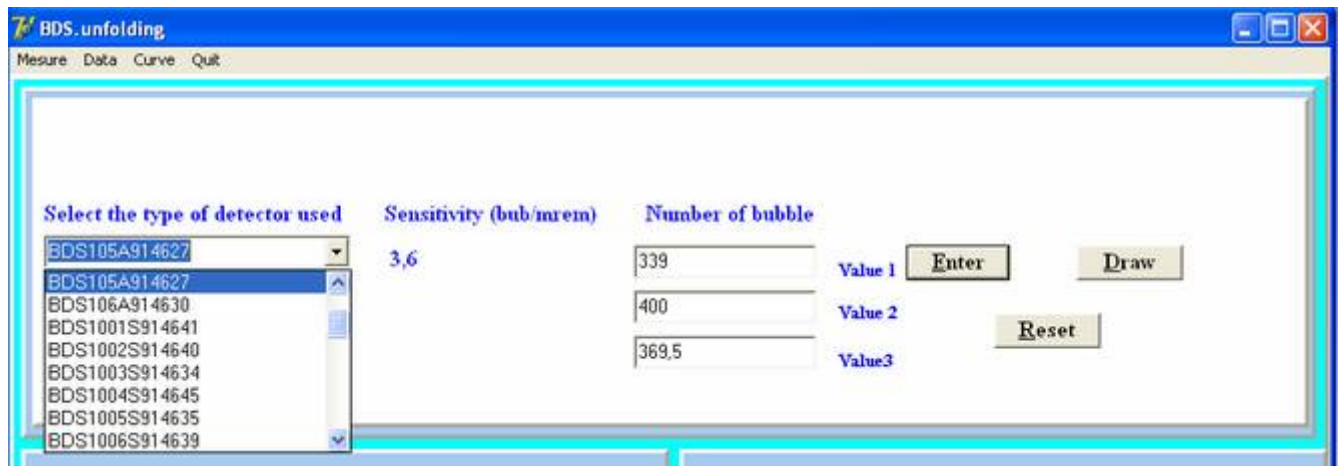 BDS.unfolding
Mesure Data Curve Quit
Select the type of detector used Sensitivity (bub/mrem) Number of bubble
BDS105A914627 3,6 339 Value 1 Enter Draw
BDS105A914627
BDS106A914630 400 Value 2
BDS1001S914641 Reset
BDS1002S914640 369,5 Value3
BDS1003S914634
BDS1004S914645
BDS1005S914635
BDS1006S914639